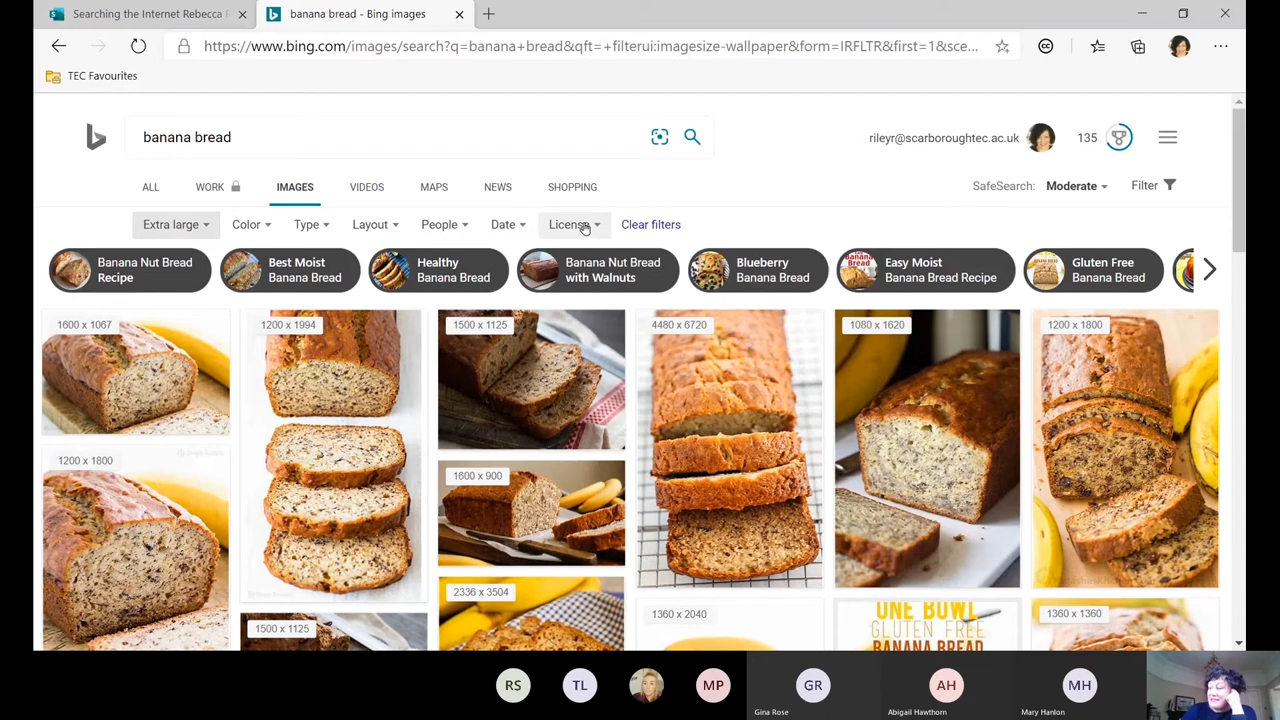 Searching the Internet Rebecca R
banana bread - Bing images
https://www.bing.com/images/search?q=banana+bread&qft=+filterui:imagesize-wallpaper&form=IRFLTR&first=1&sce...
TEC Favourites
banana bread
rileyr@scarboroughtec.ac.uk
135
ALL
WORK
IMAGES
VIDEOS
MAPS
NEWS
SHOPPING
SafeSearch: Moderate
Filter
Extra large
Color
Type
Layout
People
Date
License
Clear filters
Banana Nut Bread
Recipe
Best Moist
Banana Bread
Healthy
Banana Bread
Banana Nut Bread
with Walnuts
Blueberry
Banana Bread
Easy Moist
Banana Bread Recipe
Gluten Free
Banana Bread
1600 x 1067
1200 x 1994
1500 x 1125
4480 x 6720
1080 x 1620
1200 x 1800
1200 x 1800
1600 x 900
2336 x 3504
1500 x 1125
1360 x 2040
ONE BOWL
GLUTEN FREE
BANANA BREAD
1360 x 1360
RS
TL
MP
GR
Gina Rose
AH
Abigail Hawthorn
MH
Mary Hanlon